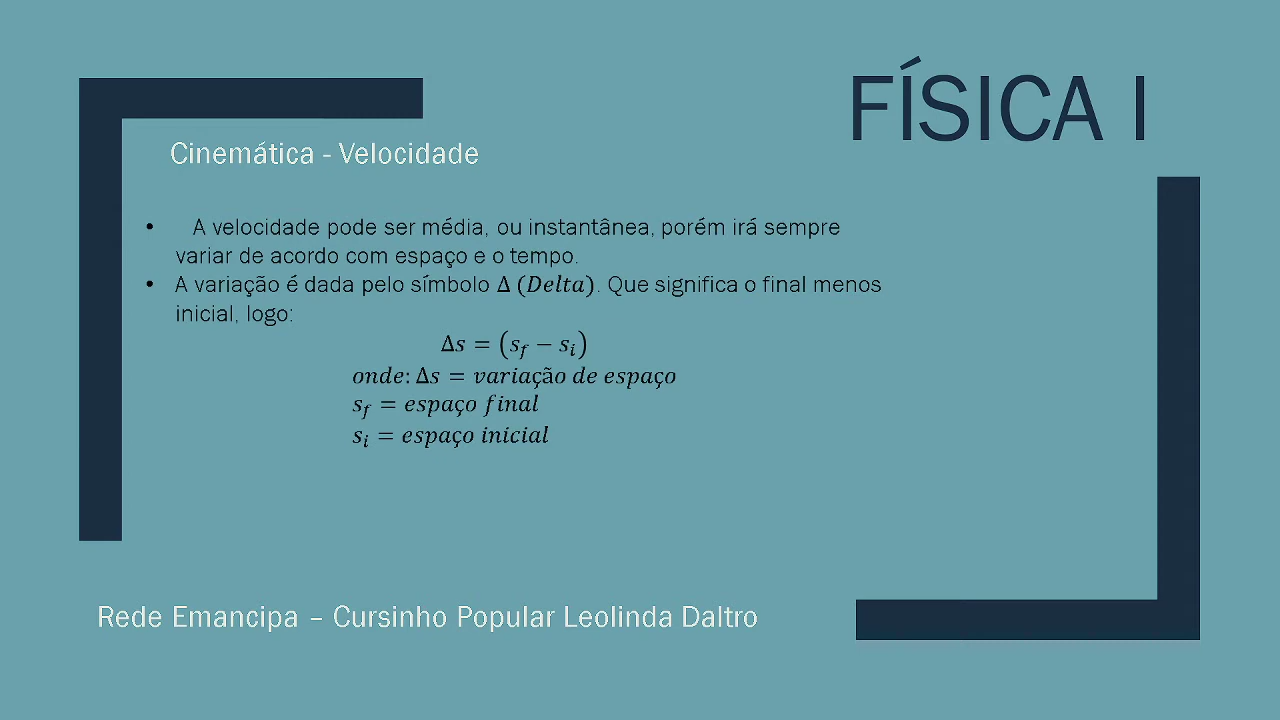 FÍSICA I
Cinemática - Velocidade
• A velocidade pode ser média, ou instantânea, porém irá sempre
variar de acordo com espaço e o tempo.
• A variação é dada pelo símbolo Δ (Delta). Que significa o final menos
inicial, logo:
Δs = (s_f − s_i)
onde: Δs = variação de espaço
s_f = espaço final
s_i = espaço inicial
Rede Emancipa – Cursinho Popular Leolinda Daltro